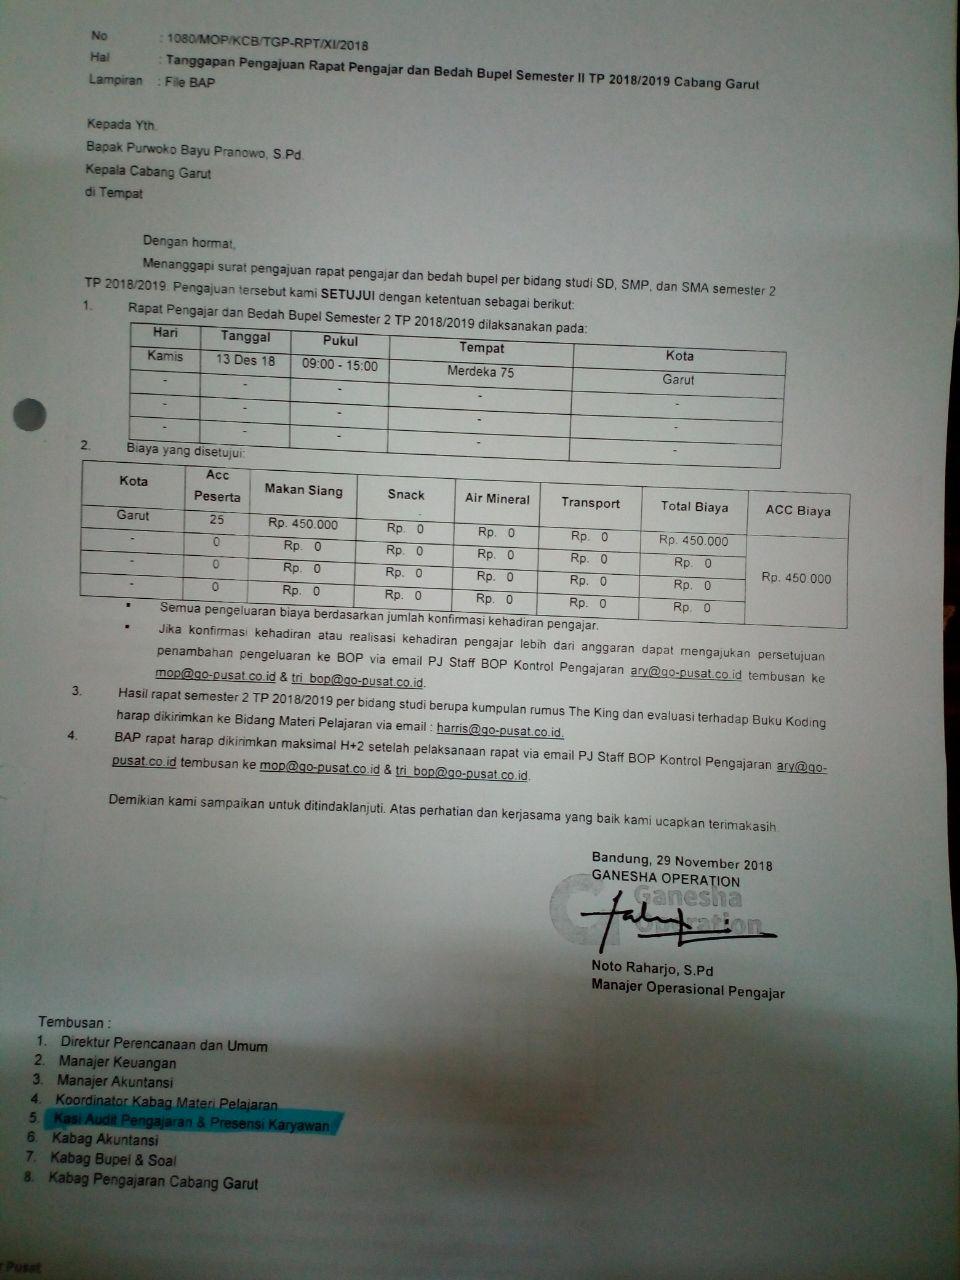 No : 1080/MOP/KCB/TGP-RPT/XI/2018
Hal : Tanggapan Pengajuan Rapat Pengajar dan Bedah Bupel Semester II TP 2018/2019 Cabang Garut
Lampiran : File BAP
Kepada Yth.
Bapak Purwoko Bayu Pranowo, S.Pd.
Kepala Cabang Garut
di Tempat
Dengan hormat,
Menanggapi surat pengajuan rapat pengajar dan bedah bupel per bidang studi SD, SMP, dan SMA semester 2
TP 2018/2019. Pengajuan tersebut kami SETUJUI dengan ketentuan sebagai berikut:
1. Rapat Pengajar dan Bedah Bupel Semester 2 TP 2018/2019 dilaksanakan pada:
Hari Tanggal Pukul Tempat Kota
Kamis 13 Des 18 09:00 - 15:00 Merdeka 75 Garut
- - - - -
- - - - -
- - - - -
2. Biaya yang disetujui:
Kota Acc Peserta Makan Siang Snack Air Mineral Transport Total Biaya ACC Biaya
Garut 25 Rp. 450.000 Rp. 0 Rp. 0 Rp. 0 Rp. 450.000 Rp. 450.000
- 0 Rp. 0 Rp. 0 Rp. 0 Rp. 0 Rp. 0
- 0 Rp. 0 Rp. 0 Rp. 0 Rp. 0 Rp. 0
- 0 Rp. 0 Rp. 0 Rp. 0 Rp. 0 Rp. 0
▪ Semua pengeluaran biaya berdasarkan jumlah konfirmasi kehadiran pengajar.
▪ Jika konfirmasi kehadiran atau realisasi kehadiran pengajar lebih dari anggaran dapat mengajukan persetujuan
penambahan pengeluaran ke BOP via email PJ Staff BOP Kontrol Pengajaran ary@go-pusat.co.id tembusan ke
mop@go-pusat.co.id & tri_bop@go-pusat.co.id.
3. Hasil rapat semester 2 TP 2018/2019 per bidang studi berupa kumpulan rumus The King dan evaluasi terhadap Buku Koding
harap dikirimkan ke Bidang Materi Pelajaran via email : harris@go-pusat.co.id.
4. BAP rapat harap dikirimkan maksimal H+2 setelah pelaksanaan rapat via email PJ Staff BOP Kontrol Pengajaran ary@go-
pusat.co.id tembusan ke mop@go-pusat.co.id & tri_bop@go-pusat.co.id.
Demikian kami sampaikan untuk ditindaklanjuti. Atas perhatian dan kerjasama yang baik kami ucapkan terimakasih.
Bandung, 29 November 2018
GANESHA OPERATION
Ganesha
Operation
Noto Raharjo, S.Pd
Manajer Operasional Pengajar
Tembusan :
1. Direktur Perencanaan dan Umum
2. Manajer Keuangan
3. Manajer Akuntansi
4. Koordinator Kabag Materi Pelajaran
5. Kasi Audit Pengajaran & Presensi Karyawan
6. Kabag Akuntansi
7. Kabag Bupel & Soal
8. Kabag Pengajaran Cabang Garut
Pusat